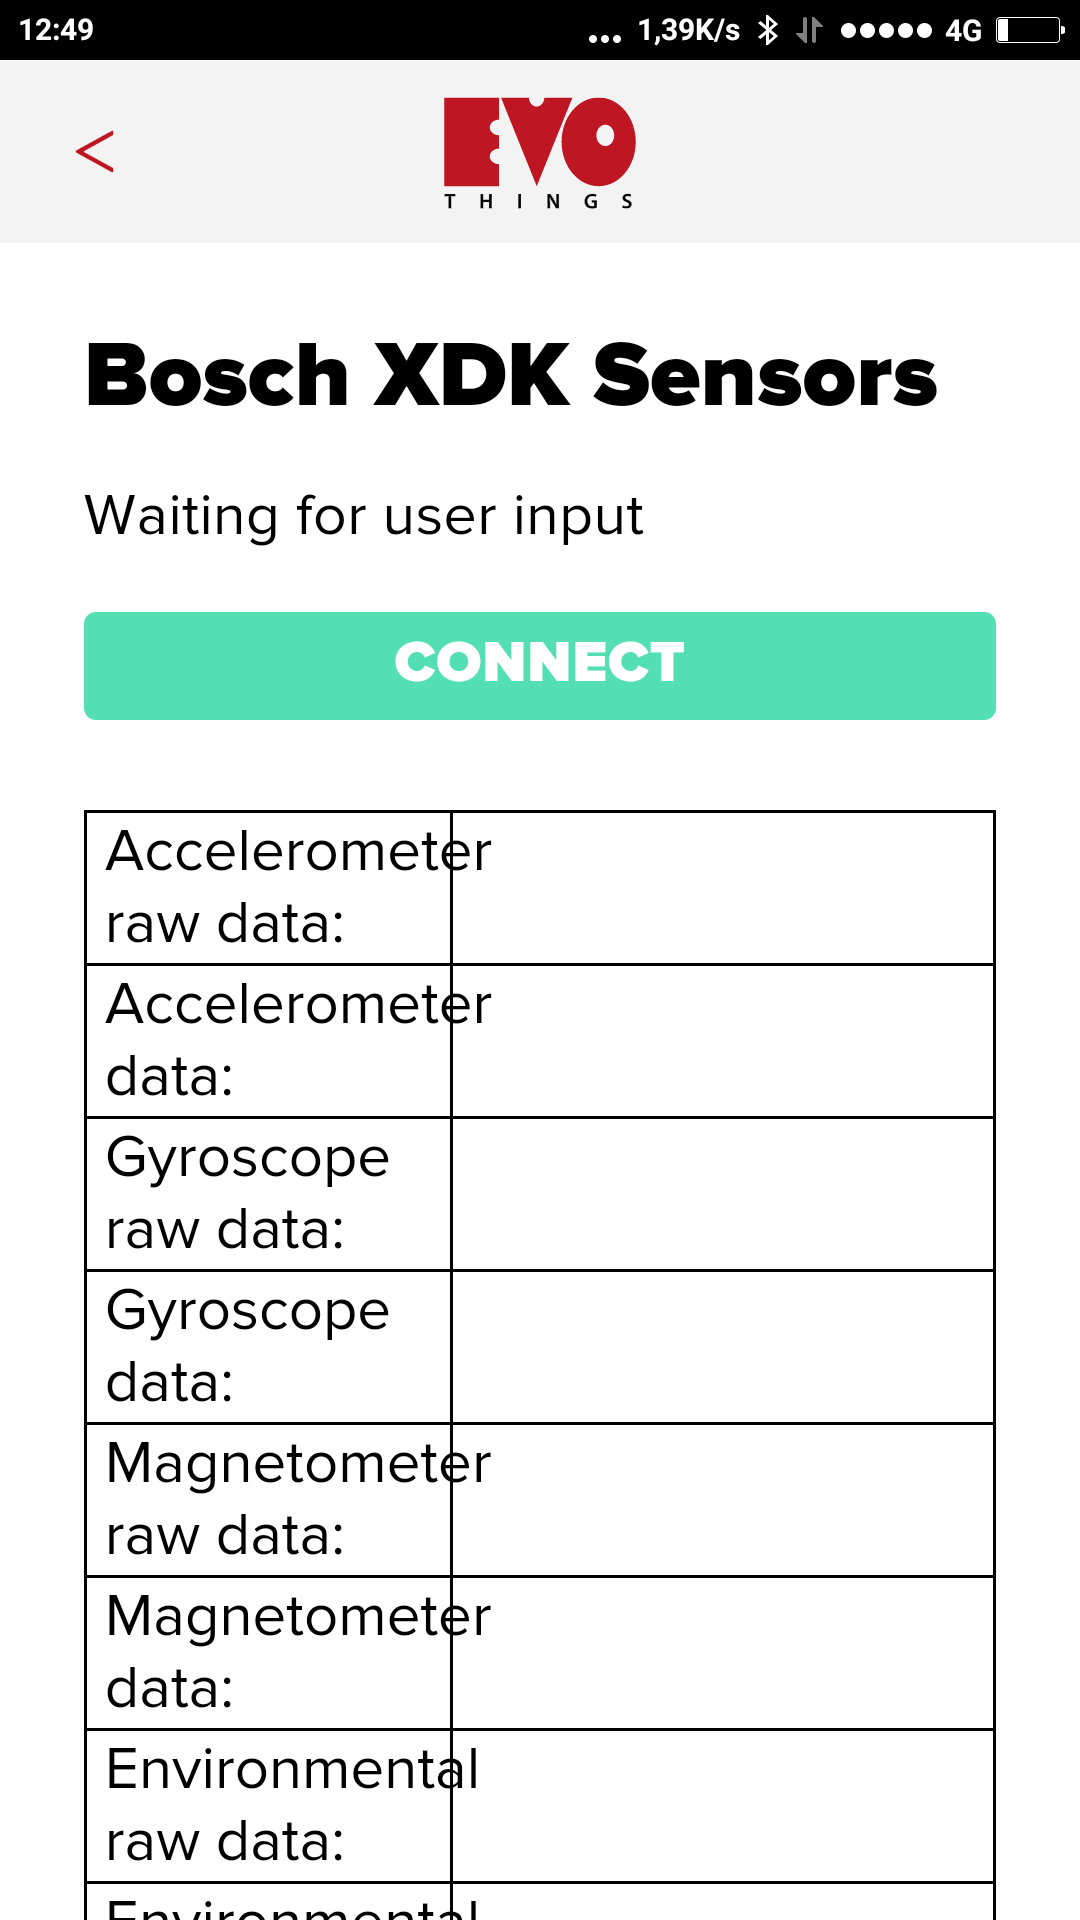 12:49
... 1,39K/s 4G
<
EVO
THINGS
Bosch XDK Sensors
Waiting for user input
CONNECT
Accelerometer
raw data:
Accelerometer
data:
Gyroscope
raw data:
Gyroscope
data:
Magnetometer
raw data:
Magnetometer
data:
Environmental
raw data:
Environmental